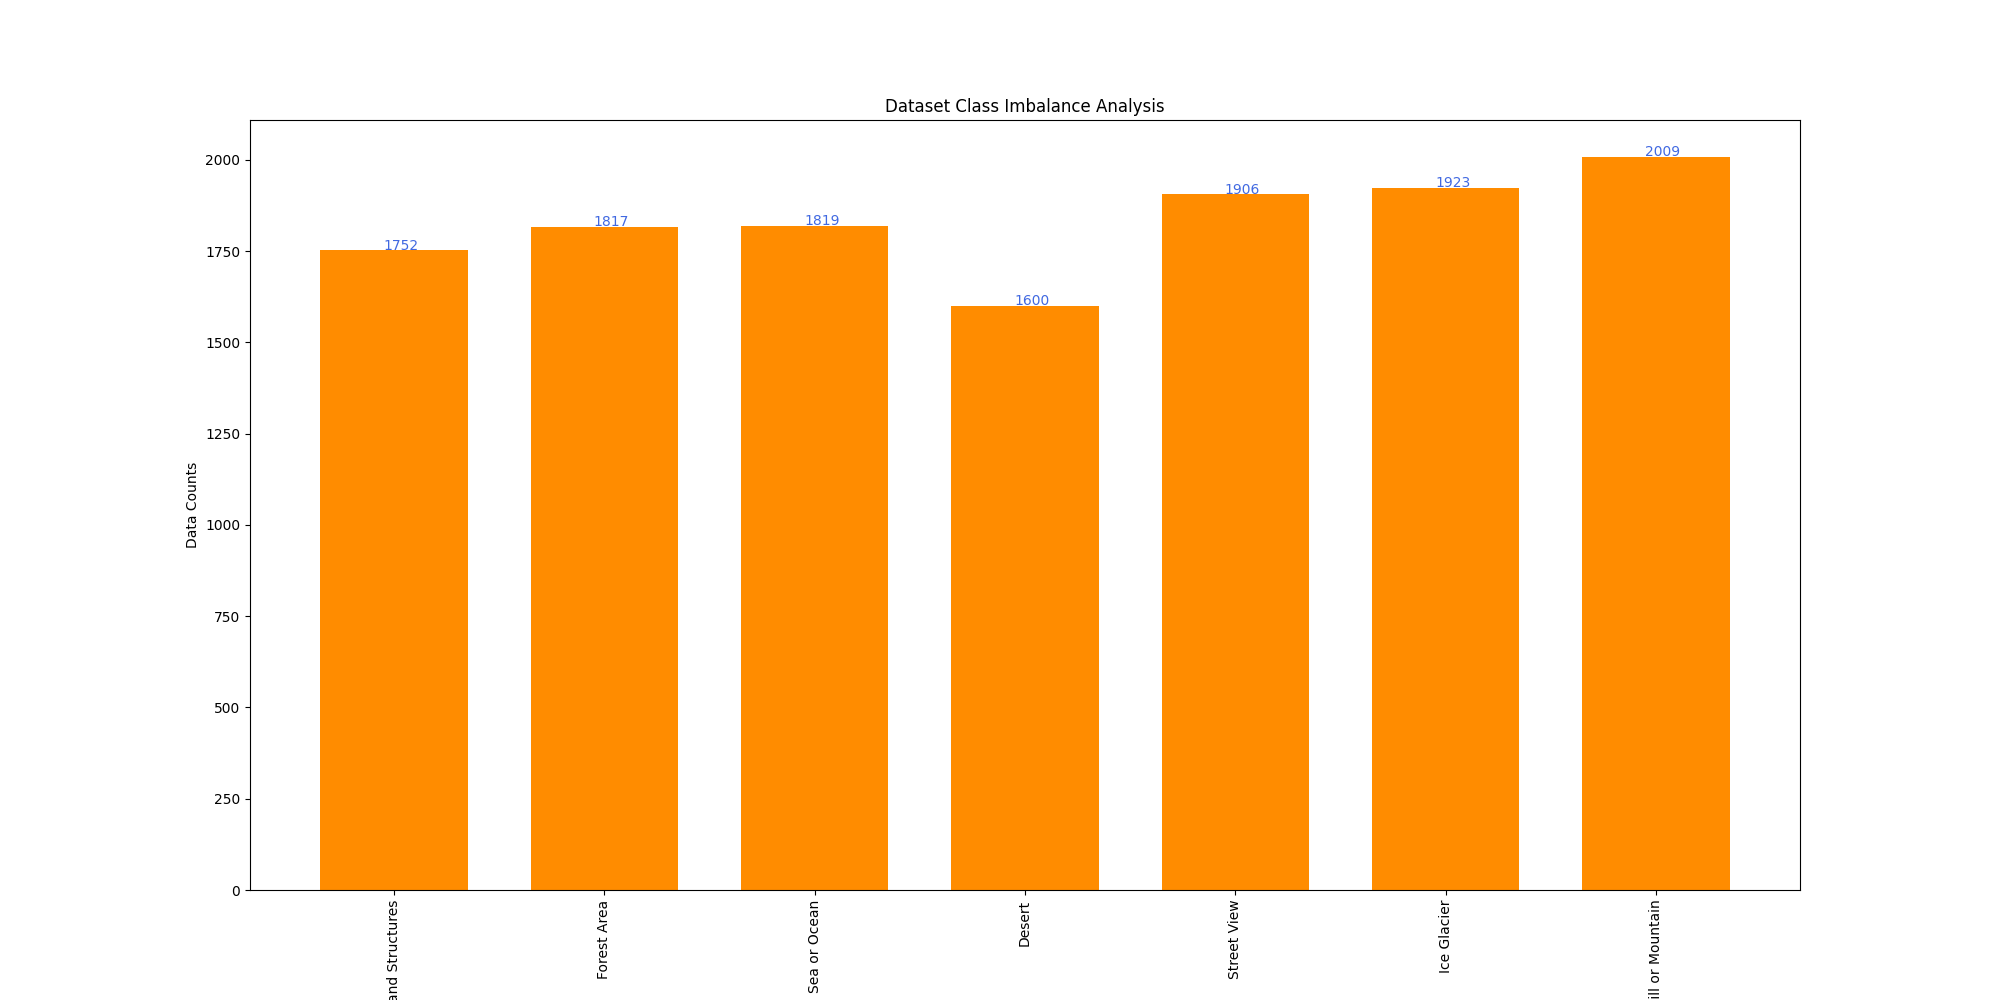 Dataset Class Imbalance Analysis
Data Counts
2000
1750
1500
1250
1000
750
500
250
0
1752
1817
1819
1600
1906
1923
2009
and Structures
Forest Area
Sea or Ocean
Desert
Street View
Ice Glacier
ill or Mountain